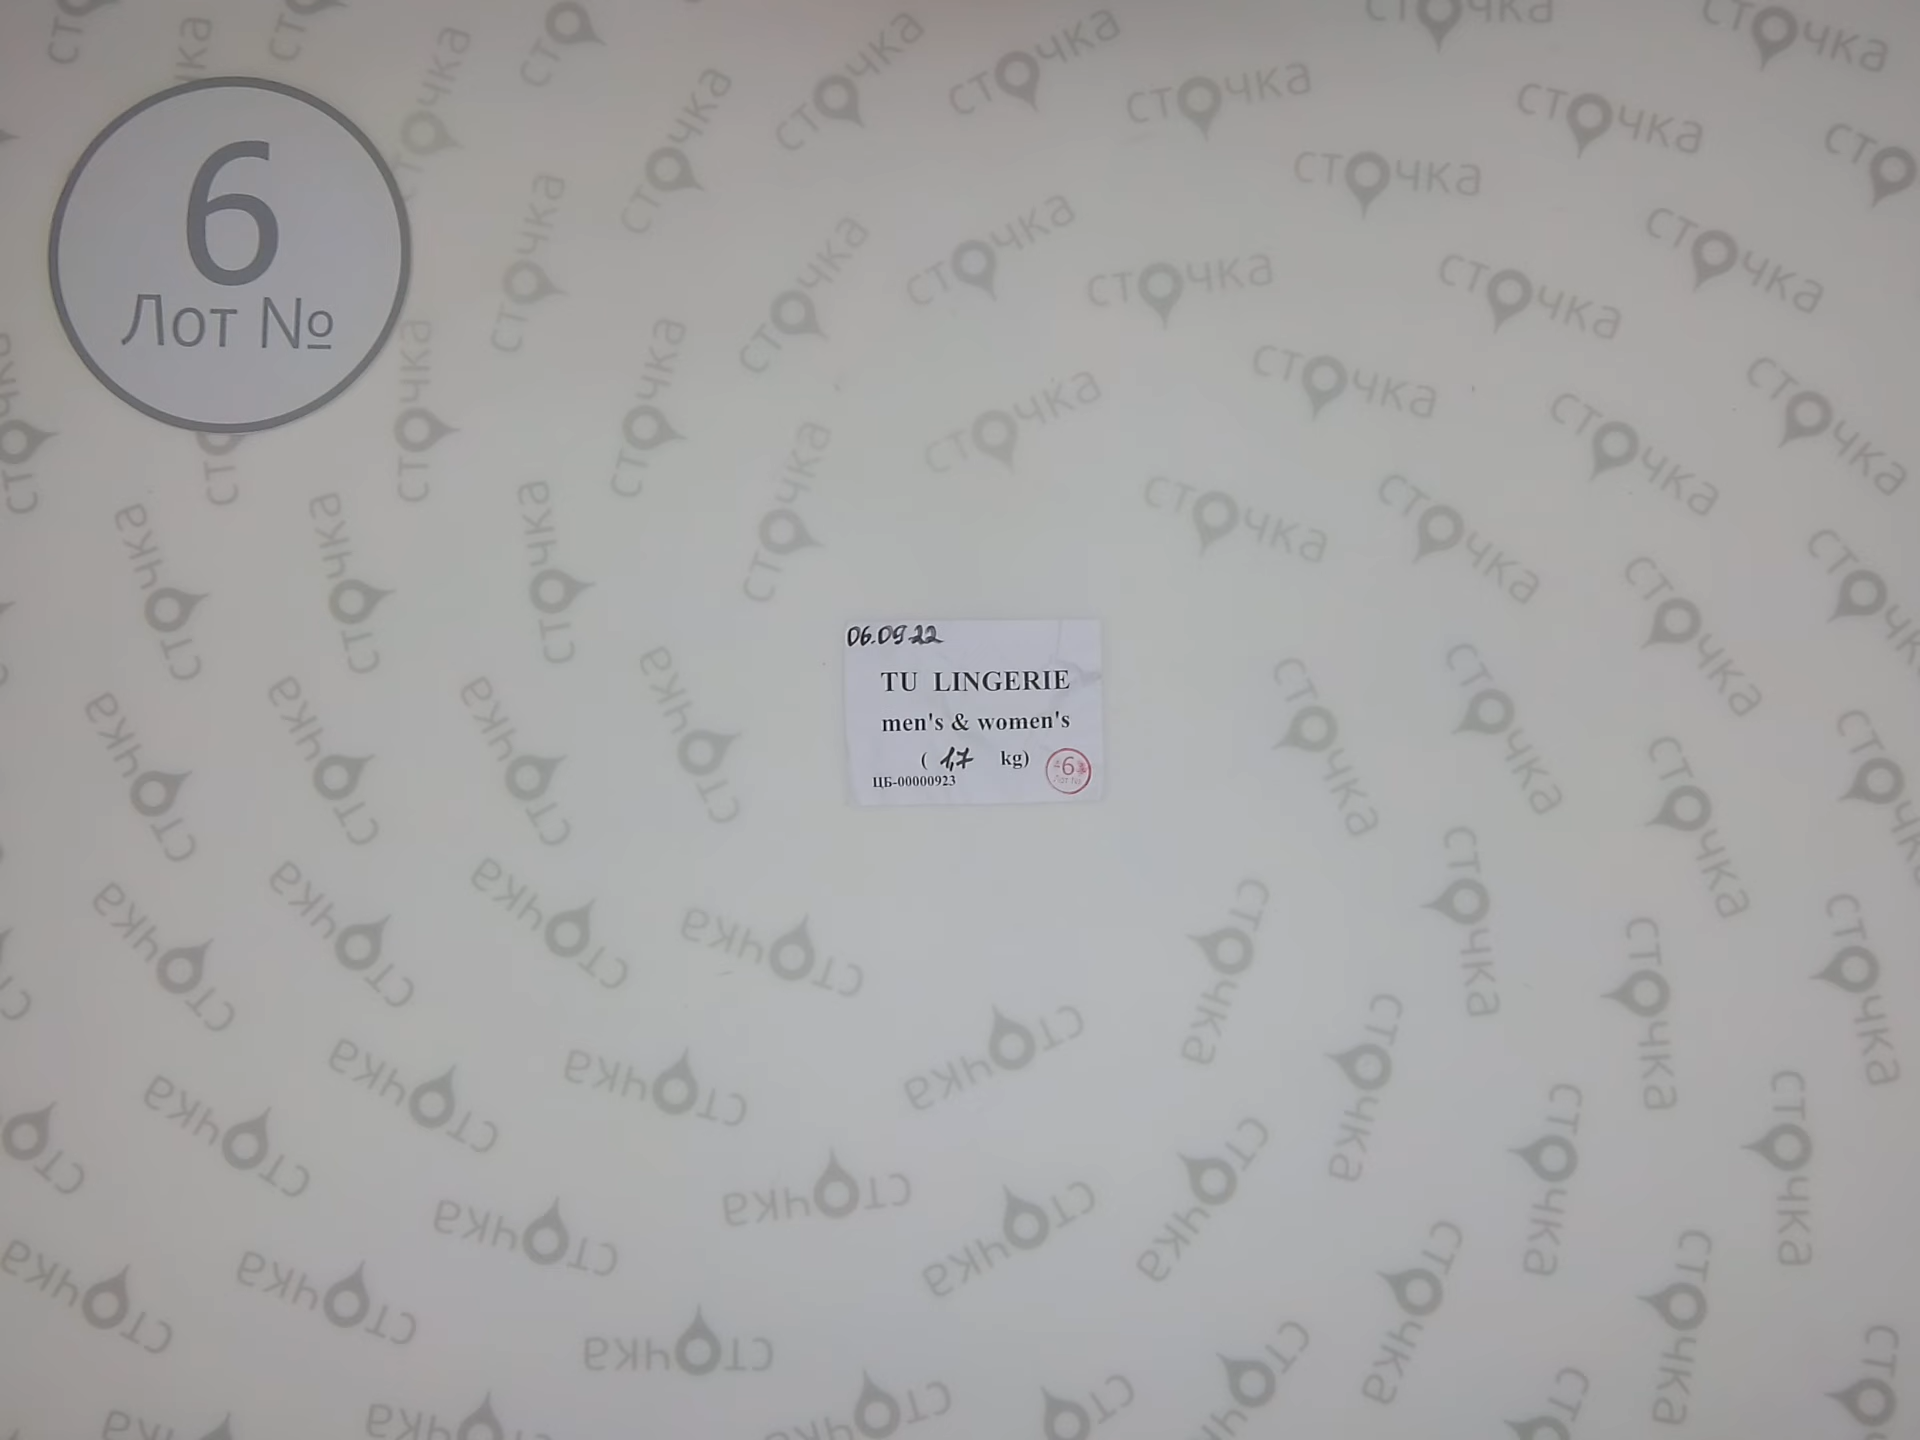 6
Лот №
06.09.22
TU LINGERIE
men's & women's
( 1,7 kg)
ЦБ-00000923
6
Лот №
сточка